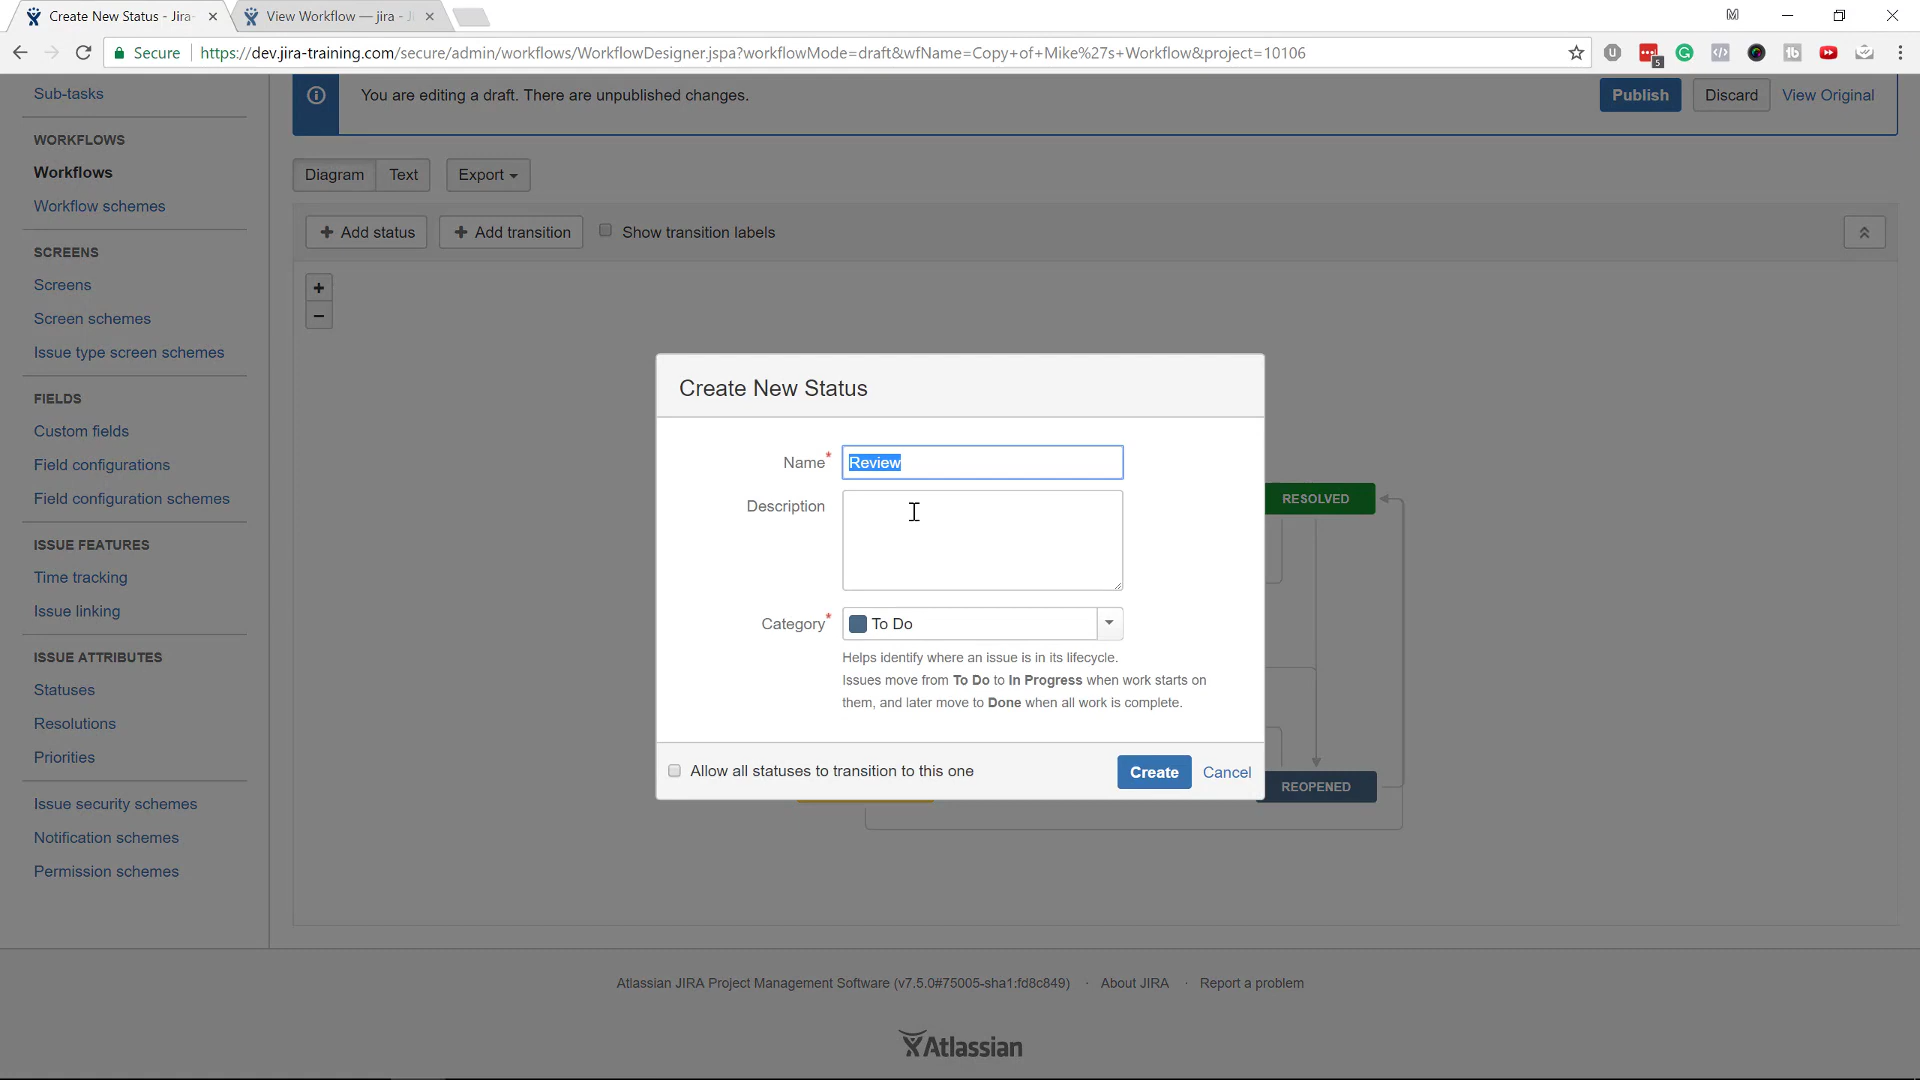 Create New Status - Jira
View Workflow — jira - J
Secure
https://dev.jira-training.com/secure/admin/workflows/WorkflowDesigner.jspa?workflowMode=draft&wfName=Copy+of+Mike%27s+Workflow&project=10106
5
Sub-tasks
WORKFLOWS
Workflows
Workflow schemes
SCREENS
Screens
Screen schemes
Issue type screen schemes
FIELDS
Custom fields
Field configurations
Field configuration schemes
ISSUE FEATURES
Time tracking
Issue linking
ISSUE ATTRIBUTES
Statuses
Resolutions
Priorities
Issue security schemes
Notification schemes
Permission schemes
You are editing a draft. There are unpublished changes.
Publish
Discard
View Original
Diagram
Text
Export
+ Add status
+ Add transition
Show transition labels
+
−
Create New Status
Name*
Review
Description
Category*
To Do
Helps identify where an issue is in its lifecycle.
Issues move from To Do to In Progress when work starts on
them, and later move to Done when all work is complete.
Allow all statuses to transition to this one
Create
Cancel
RESOLVED
REOPENED
Atlassian JIRA Project Management Software (v7.5.0#75005-sha1:fd8c849) · About JIRA · Report a problem
Atlassian